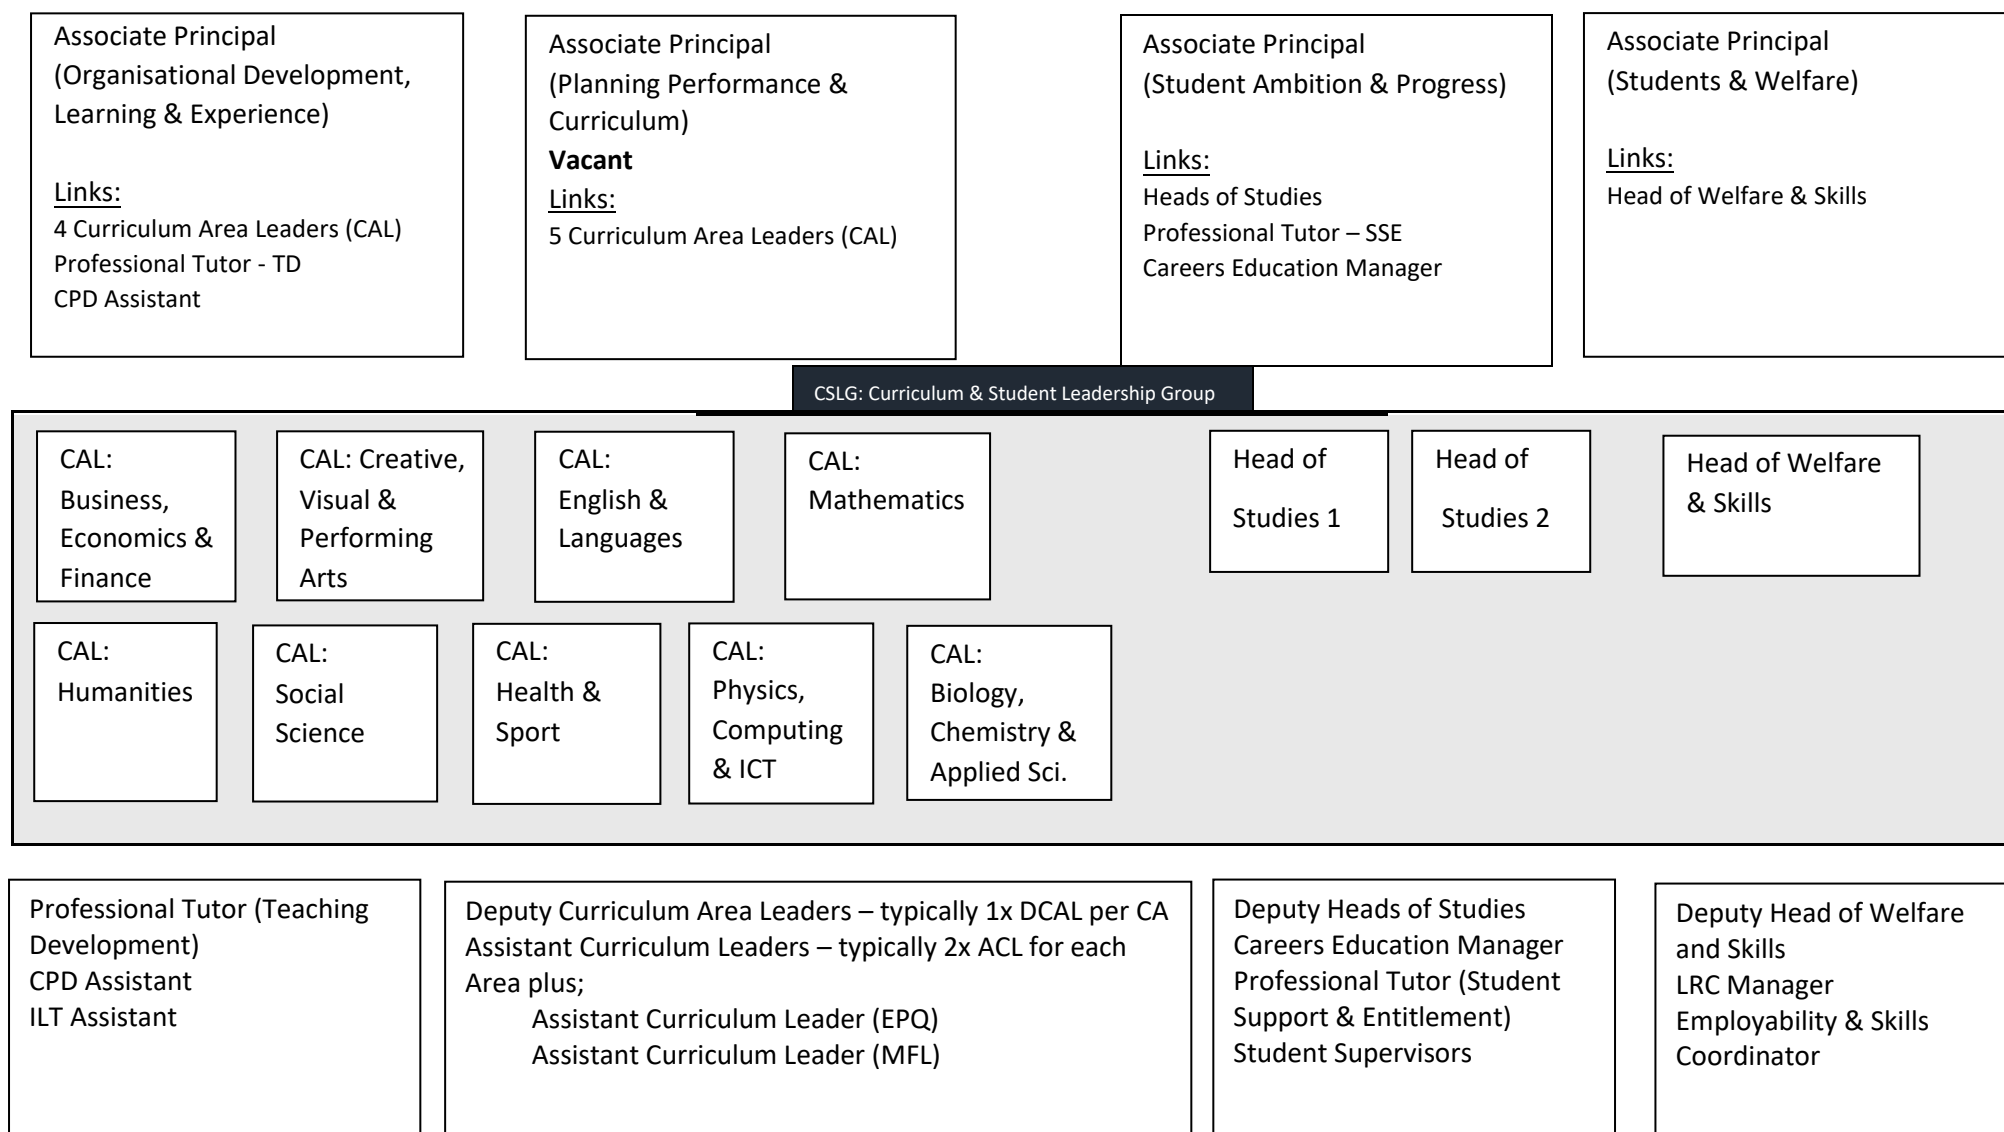 Associate Principal
(Organisational Development,
Learning & Experience)
Links:
4 Curriculum Area Leaders (CAL)
Professional Tutor - TD
CPD Assistant
Associate Principal
(Planning Performance &
Curriculum)
Vacant
Links:
5 Curriculum Area Leaders (CAL)
Associate Principal
(Student Ambition & Progress)
Links:
Heads of Studies
Professional Tutor – SSE
Careers Education Manager
Associate Principal
(Students & Welfare)
Links:
Head of Welfare & Skills
CSLG: Curriculum & Student Leadership Group
CAL:
Business,
Economics &
Finance
CAL: Creative,
Visual &
Performing
Arts
CAL:
English &
Languages
CAL:
Mathematics
Head of
Studies 1
Head of
Studies 2
Head of Welfare
& Skills
CAL:
Humanities
CAL:
Social
Science
CAL:
Health &
Sport
CAL:
Physics,
Computing
& ICT
CAL:
Biology,
Chemistry &
Applied Sci.
Professional Tutor (Teaching
Development)
CPD Assistant
ILT Assistant
Deputy Curriculum Area Leaders – typically 1x DCAL per CA
Assistant Curriculum Leaders – typically 2x ACL for each
Area plus;
Assistant Curriculum Leader (EPQ)
Assistant Curriculum Leader (MFL)
Deputy Heads of Studies
Careers Education Manager
Professional Tutor (Student
Support & Entitlement)
Student Supervisors
Deputy Head of Welfare
and Skills
LRC Manager
Employability & Skills
Coordinator